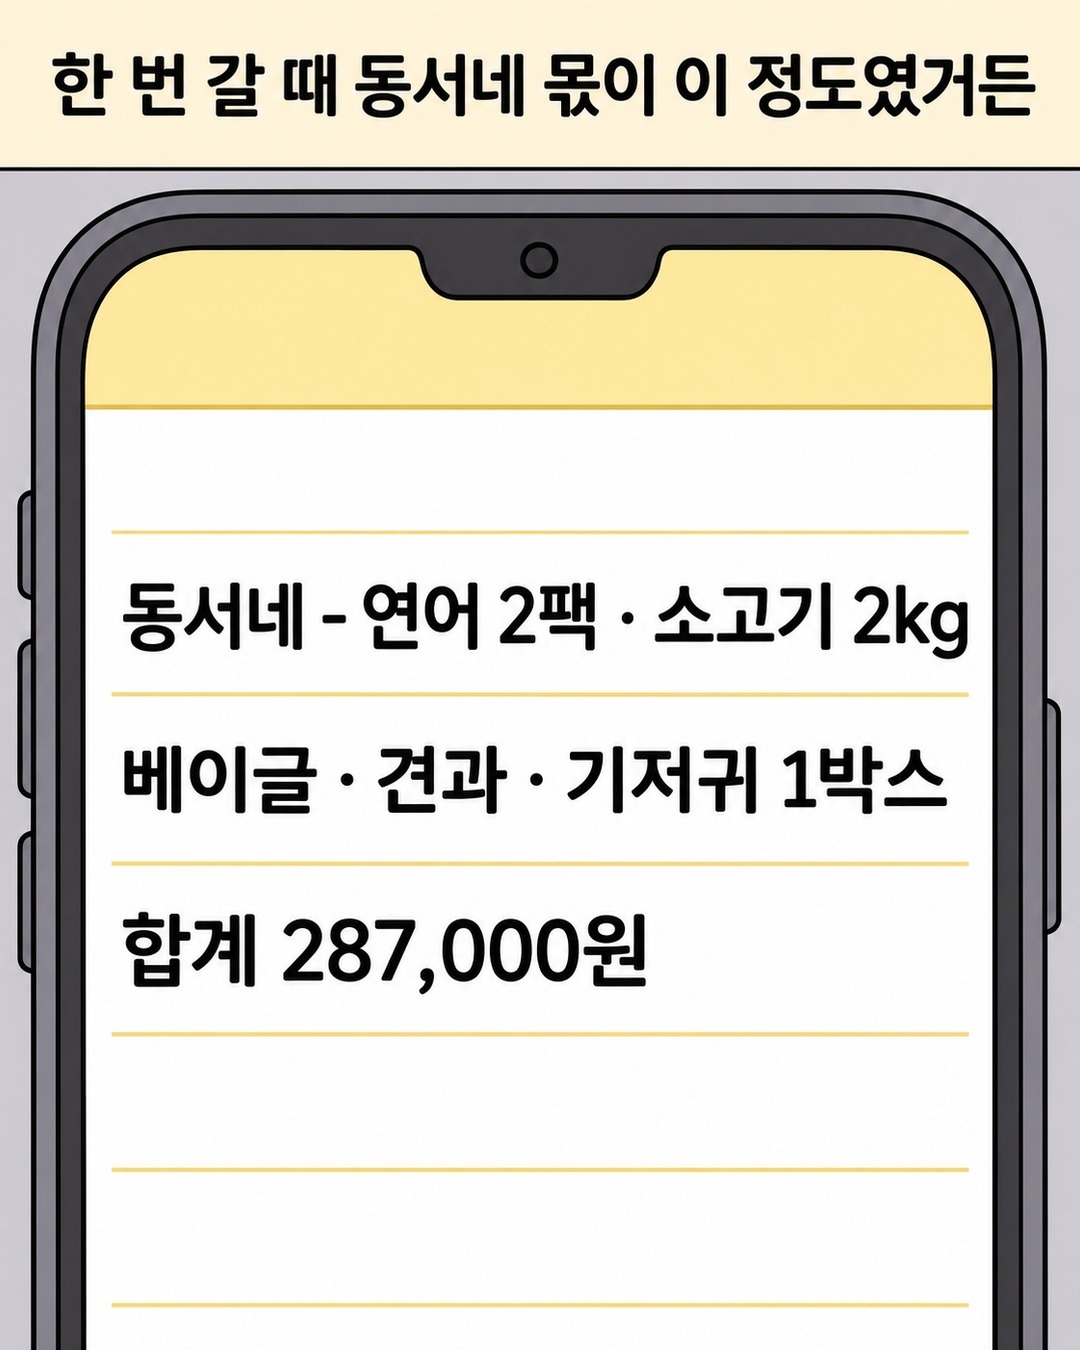 한 번 갈 때 동서네 몫이 이 정도였거든
동서네 - 연어 2팩 · 소고기 2kg
베이글 · 견과 · 기저귀 1박스
합계 287,000원